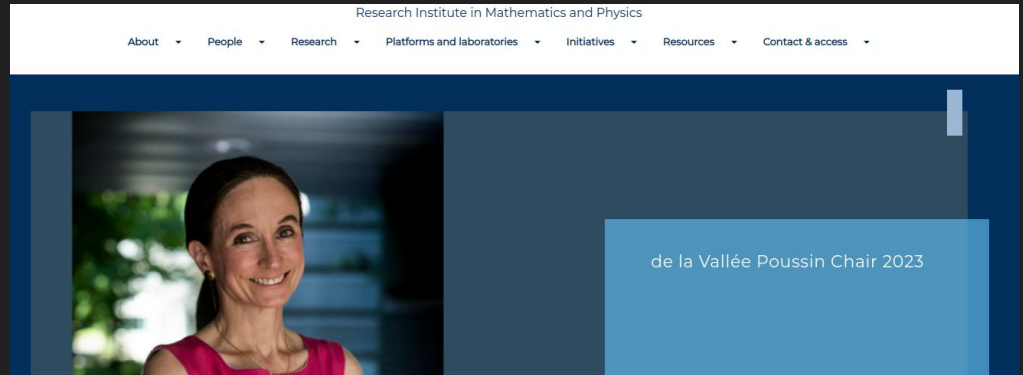 Research Institute in Mathematics and Physics
About People Research Platforms and laboratories Initiatives Resources Contact & access
de la Vallée Poussin Chair 2023